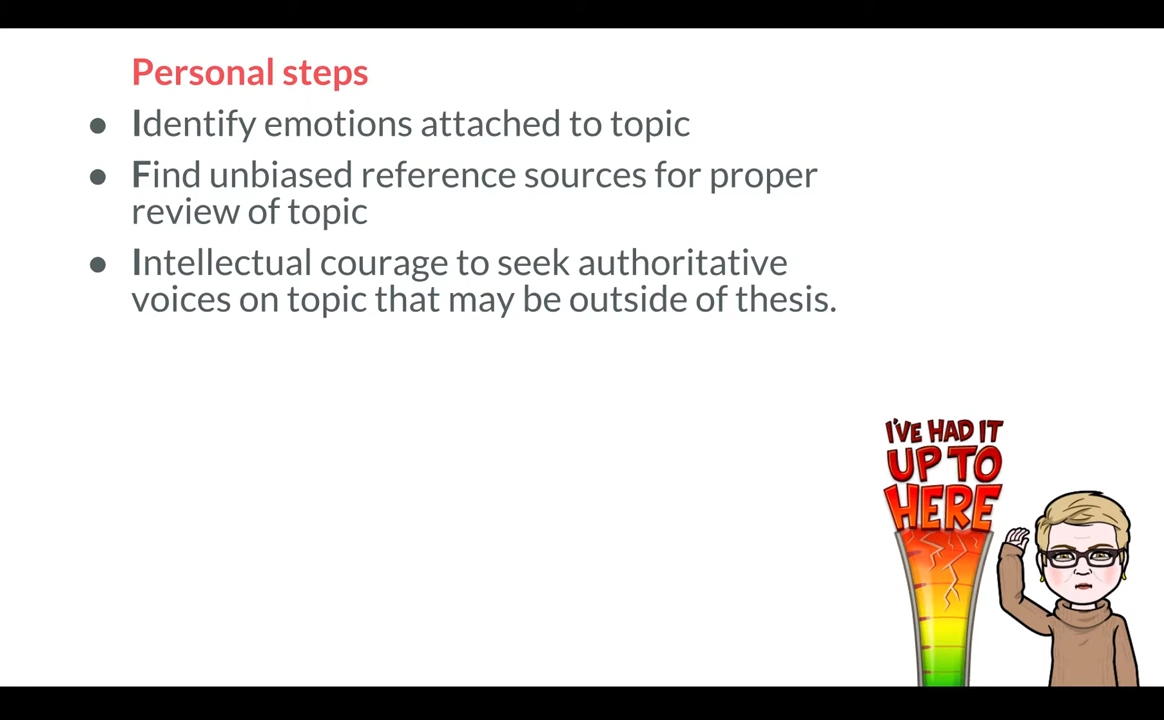 Personal steps
● Identify emotions attached to topic
● Find unbiased reference sources for proper
review of topic
● Intellectual courage to seek authoritative
voices on topic that may be outside of thesis.
I'VE HAD IT
UP TO
HERE